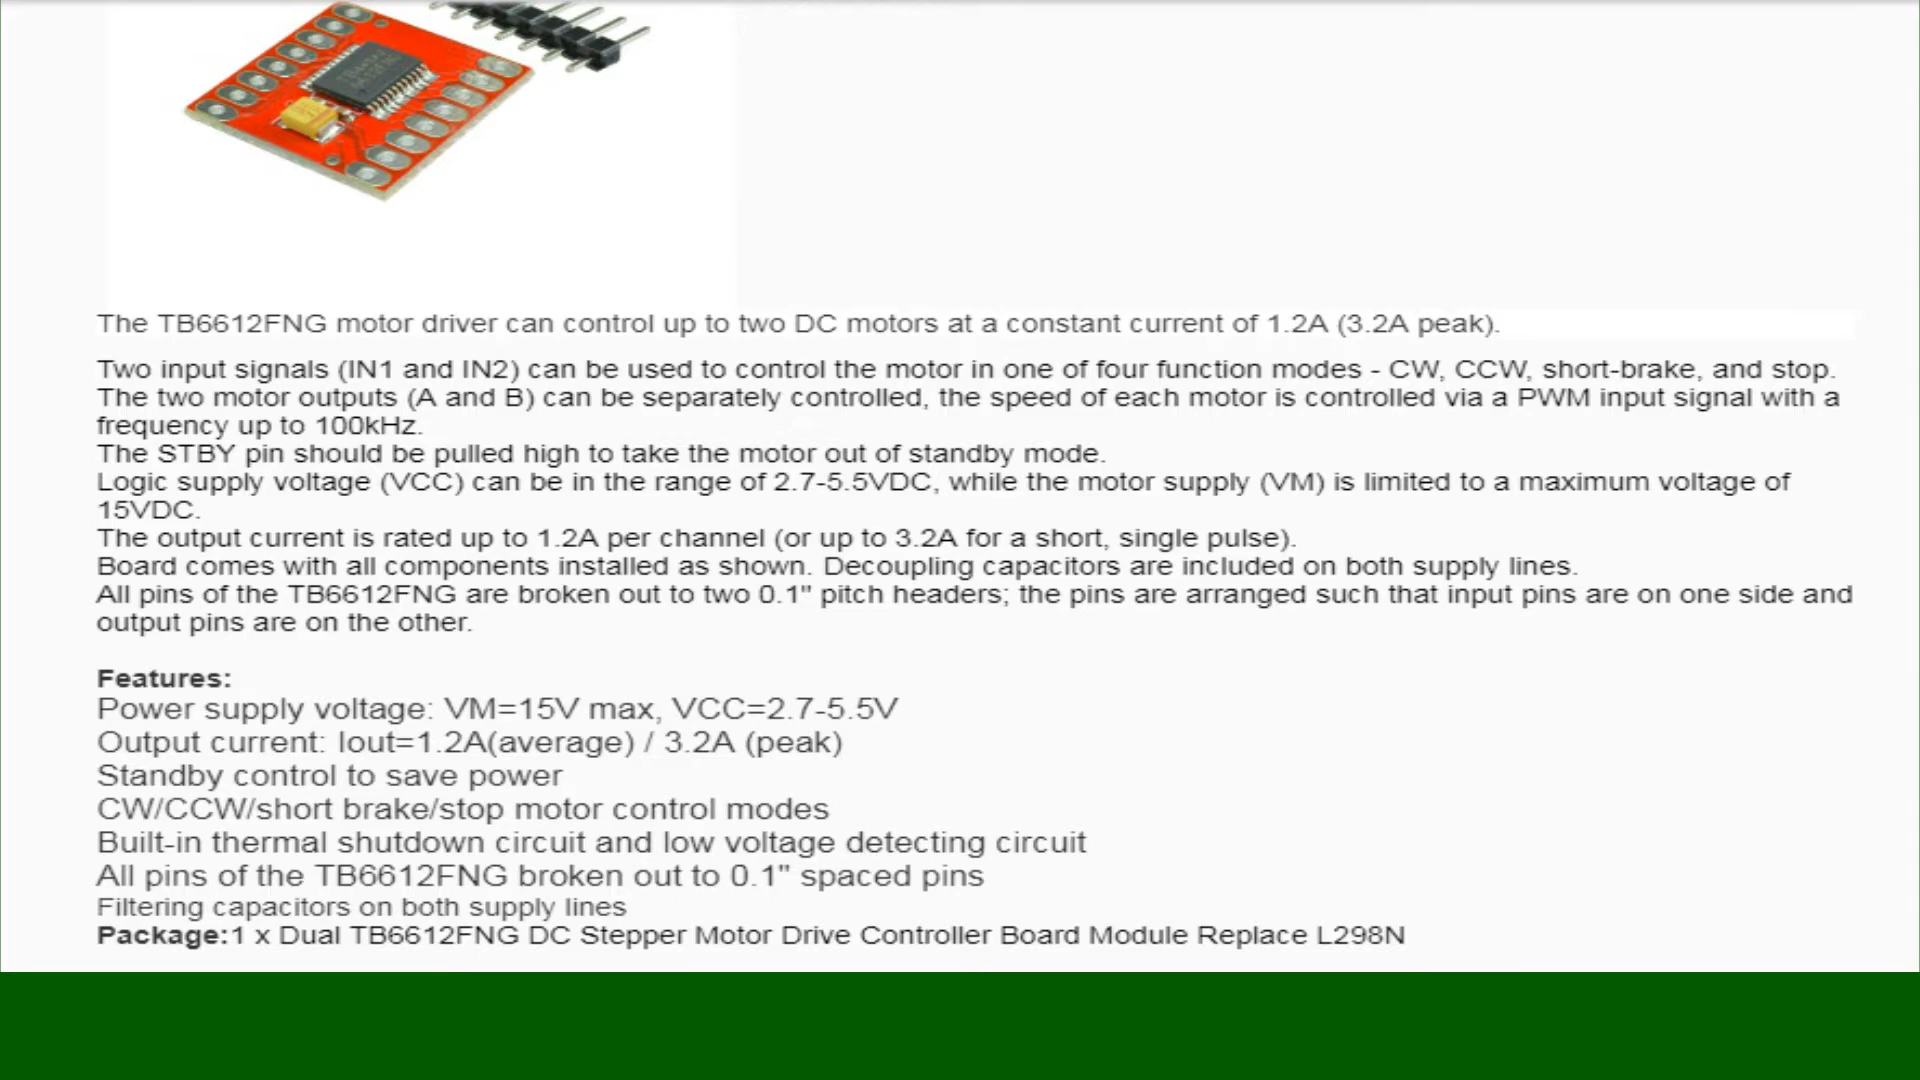 The TB6612FNG motor driver can control up to two DC motors at a constant current of 1.2A (3.2A peak).
Two input signals (IN1 and IN2) can be used to control the motor in one of four function modes - CW, CCW, short-brake, and stop.
The two motor outputs (A and B) can be separately controlled, the speed of each motor is controlled via a PWM input signal with a
frequency up to 100kHz.
The STBY pin should be pulled high to take the motor out of standby mode.
Logic supply voltage (VCC) can be in the range of 2.7-5.5VDC, while the motor supply (VM) is limited to a maximum voltage of
15VDC.
The output current is rated up to 1.2A per channel (or up to 3.2A for a short, single pulse).
Board comes with all components installed as shown. Decoupling capacitors are included on both supply lines.
All pins of the TB6612FNG are broken out to two 0.1" pitch headers; the pins are arranged such that input pins are on one side and
output pins are on the other.
Features:
Power supply voltage: VM=15V max, VCC=2.7-5.5V
Output current: Iout=1.2A(average) / 3.2A (peak)
Standby control to save power
CW/CCW/short brake/stop motor control modes
Built-in thermal shutdown circuit and low voltage detecting circuit
All pins of the TB6612FNG broken out to 0.1" spaced pins
Filtering capacitors on both supply lines
Package:1 x Dual TB6612FNG DC Stepper Motor Drive Controller Board Module Replace L298N